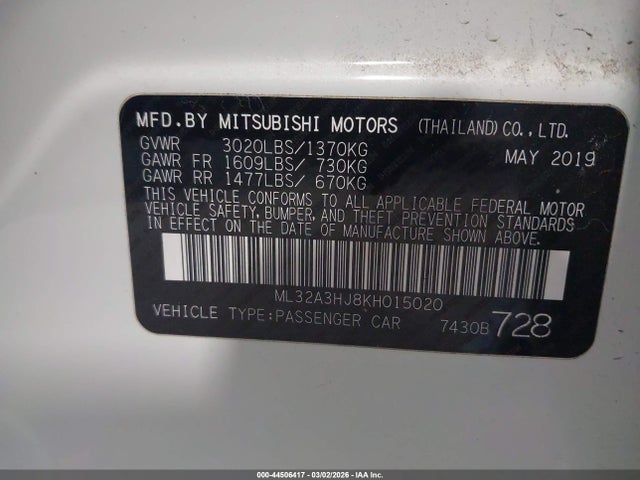 MFD.BY MITSUBISHI MOTORS (THAILAND)CO.,LTD.
GVWR 3020LBS/1370KG MAY 2019
GAWR FR 1609LBS/ 730KG
GAWR RR 1477LBS/ 670KG
THIS VEHICLE CONFORMS TO ALL APPLICABLE FEDERAL MOTOR
VEHICLE SAFETY, BUMPER, AND THEFT PREVENTION STANDARDS
IN EFFECT ON THE DATE OF MANUFACTURE SHOWN ABOVE.
ML32A3HJ8KH015020
VEHICLE TYPE:PASSENGER CAR 7430B 728
000-44506417 - 03/02/2026 - IAA Inc.